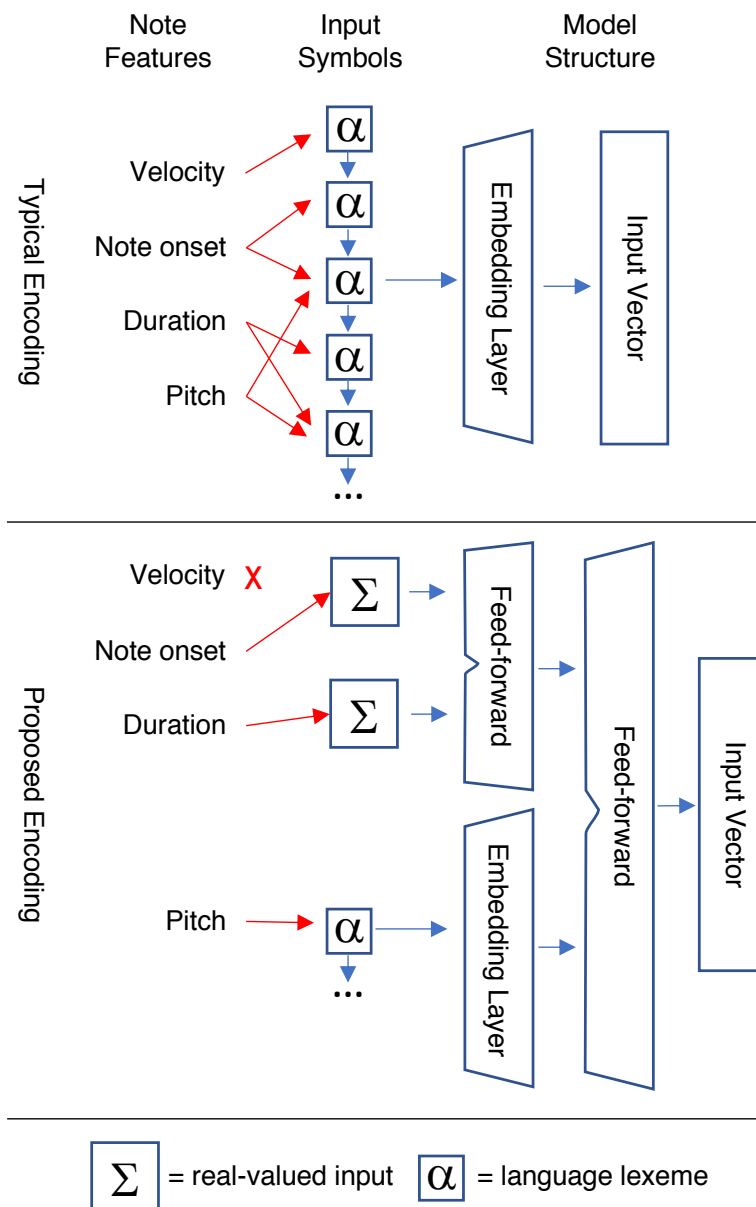 Note
Features
Input
Symbols
Model
Structure
Typical Encoding
Velocity
Note onset
Duration
Pitch
α
α
α
α
α
...
Embedding Layer
Input Vector
Proposed Encoding
Velocity X
Note onset
Duration
Pitch
Σ
Σ
α
...
Feed-forward
Embedding Layer
Feed-forward
Input Vector
Σ = real-valued input α = language lexeme